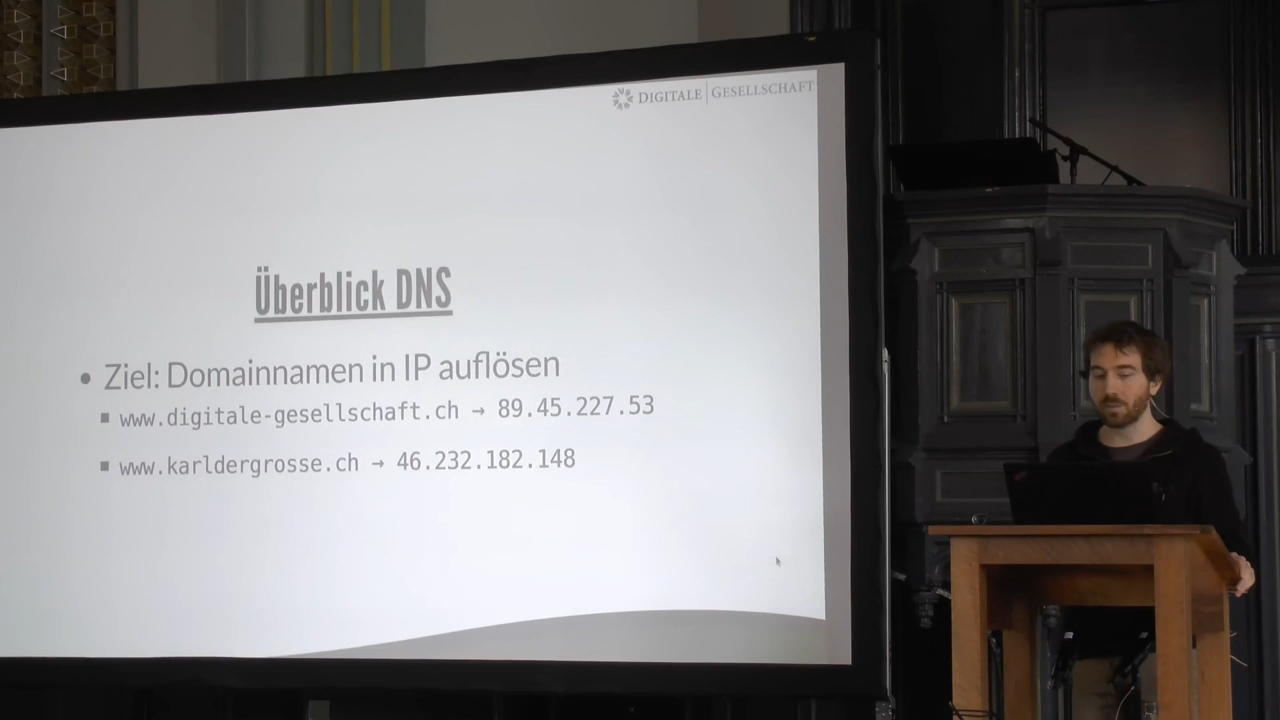 DIGITALE | GESELLSCHAFT
Überblick DNS
• Ziel: Domainnamen in IP auflösen
▪ www.digitale-gesellschaft.ch → 89.45.227.53
▪ www.karldergrosse.ch → 46.232.182.148